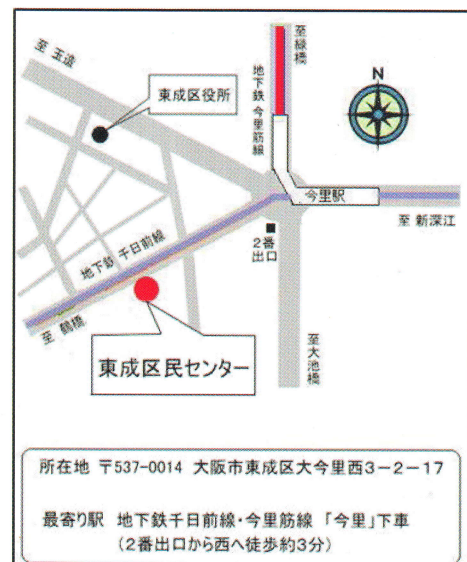 至 玉造
東成区役所
至緑橋
地下鉄 今里筋線
N
今里駅
至 新深江
2番
出口
地下鉄 千日前線
至 鶴橋
東成区民センター
至大池橋
所在地 〒537-0014 大阪市東成区大今里西3-2-17
最寄り駅 地下鉄千日前線・今里筋線 「今里」下車
(2番出口から西へ徒歩約3分)